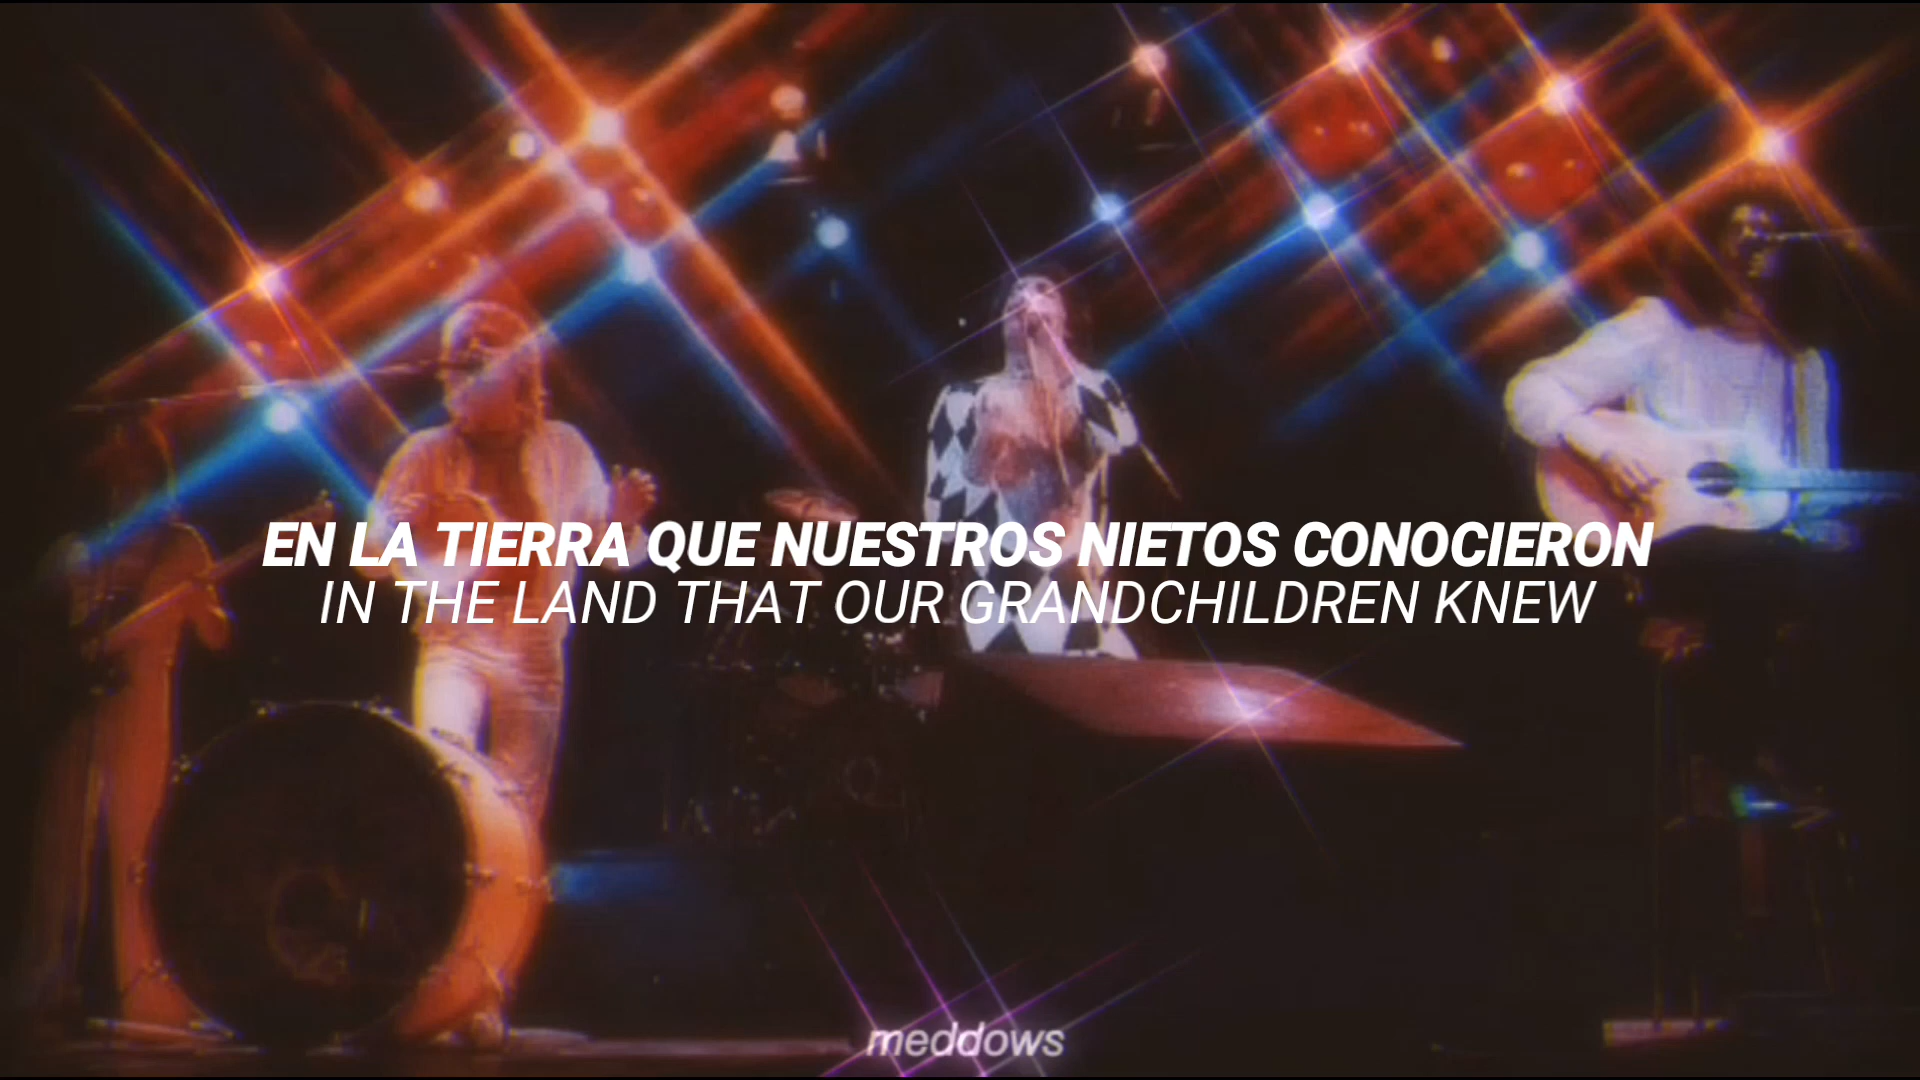 EN LA TIERRA QUE NUESTROS NIETOS CONOCIERON
IN THE LAND THAT OUR GRANDCHILDREN KNEW
meddows